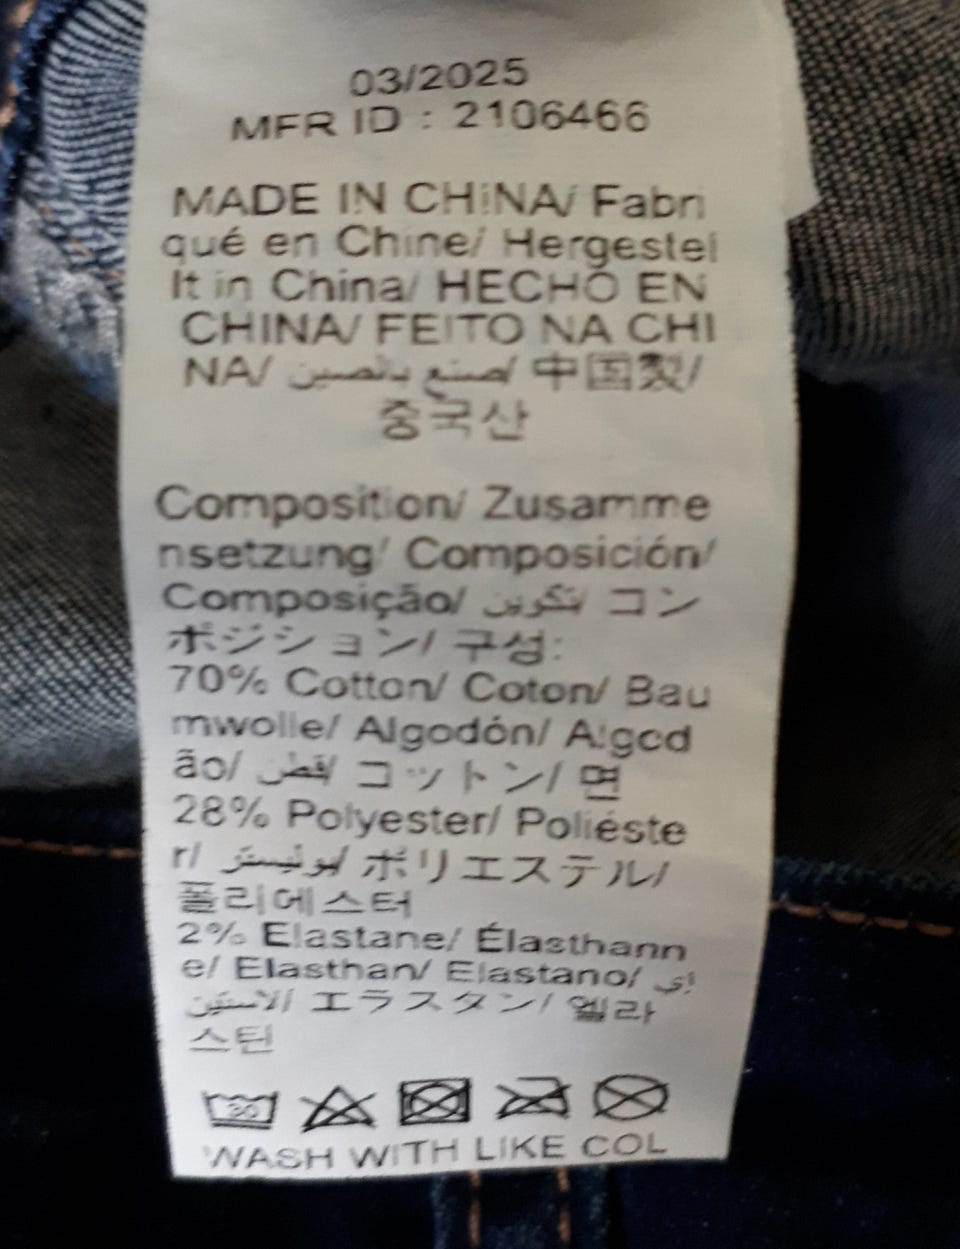 03/2025
MFR ID : 2106466
MADE IN CHINA/ Fabri
qué en Chine/ Hergestel
lt in China/ HECHO EN
CHINA/ FEITO NA CHI
NA/ صنع بالصين/ 中国製/
중국산
Composition/ Zusamme
nsetzung/ Composición/
Composição/ تكوين/ コン
ポジション/ 구성:
70% Cotton/ Coton/ Bau
mwolle/ Algodón/ Algod
ão/ قطن/ コットン/ 면
28% Polyester/ Poliéste
r/ بوليستر/ ポリエステル/
폴리에스터
2% Elastane/ Élasthann
e/ Elasthan/ Elastano/
エラスタン/ 엘라
스틴
30
WASH WITH LIKE COL